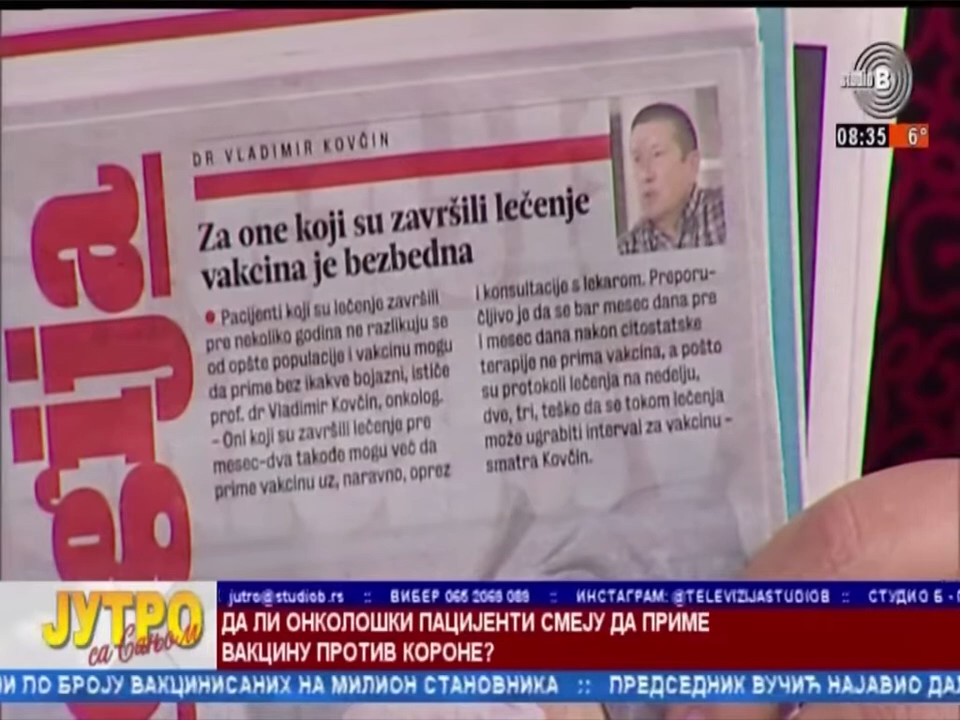 studio B
08:35 6°
DR VLADIMIR KOVČIN
Za one koji su završili lečenje
vakcina je bezbedna
• Pacijenti koji su lečenje završili
pre nekoliko godina ne razlikuju se
od opšte populacije i vakcinu mogu
da prime bez ikakve bojazni, ističe
prof. dr Vladimir Kovčin, onkolog.
– Oni koji su završili lečenje pre
mesec-dva takođe mogu već da
prime vakcinu uz, naravno, oprez
i konsultacije s lekarom. Preporu-
čljivo je da se bar mesec dana pre
i mesec dana nakon citostatske
terapije ne prima vakcina, a pošto
su protokoli lečenja na nedelju,
dve, tri, teško da se tokom lečenja
može ugrabiti interval za vakcinu –
smatra Kovčin.
gija
ЈУТРО
са Сањом
jutro@studiob.rs :: ВИБЕР 065 2069 089 :: ИНСТАГРАМ: @TELEVIZIJASTUDIOB :: СТУДИО Б -
ДА ЛИ ОНКОЛОШКИ ПАЦИЈЕНТИ СМЕЈУ ДА ПРИМЕ
ВАКЦИНУ ПРОТИВ КОРОНЕ?
ПО БРОЈУ ВАКЦИНИСАНИХ НА МИЛИОН СТАНОВНИКА :: ПРЕДСЕДНИК ВУЧИЋ НАЈАВИО